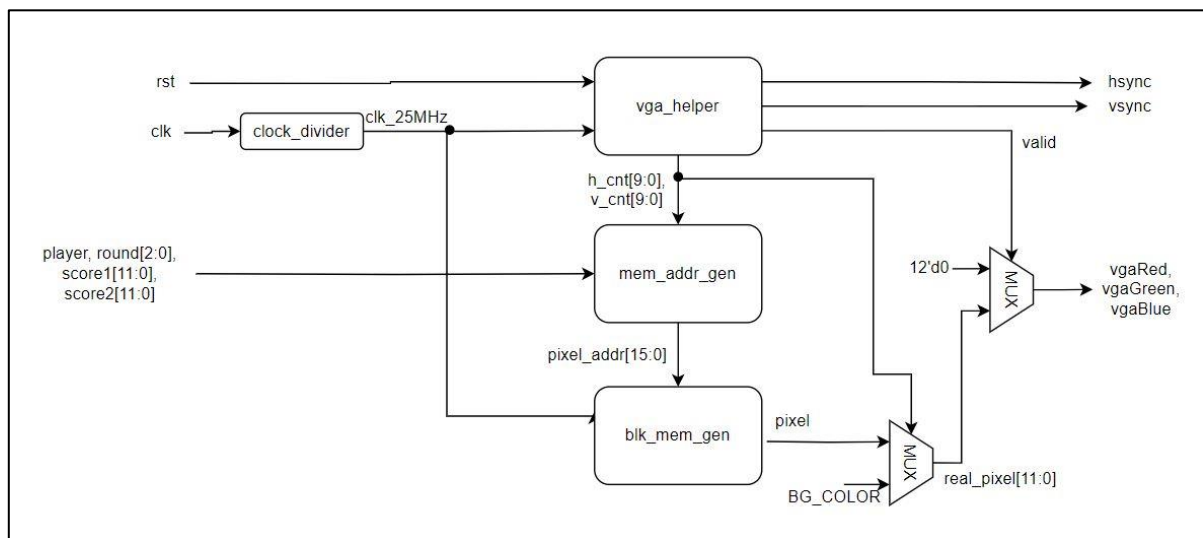 rst
vga_helper
hsync
vsync
clk
clock_divider
clk_25MHz
valid
h_cnt[9:0],
v_cnt[9:0]
player, round[2:0],
score1[11:0],
score2[11:0]
mem_addr_gen
12'd0
MUX
vgaRed,
vgaGreen,
vgaBlue
pixel_addr[15:0]
blk_mem_gen
pixel
MUX
BG_COLOR
real_pixel[11:0]